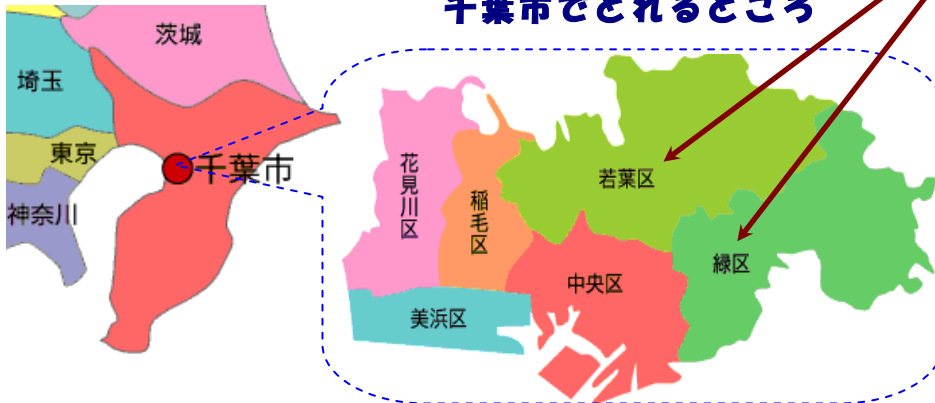 千葉市でとれるところ
茨城
埼玉
東京
千葉市
神奈川
花見川区
稲毛区
若葉区
緑区
中央区
美浜区